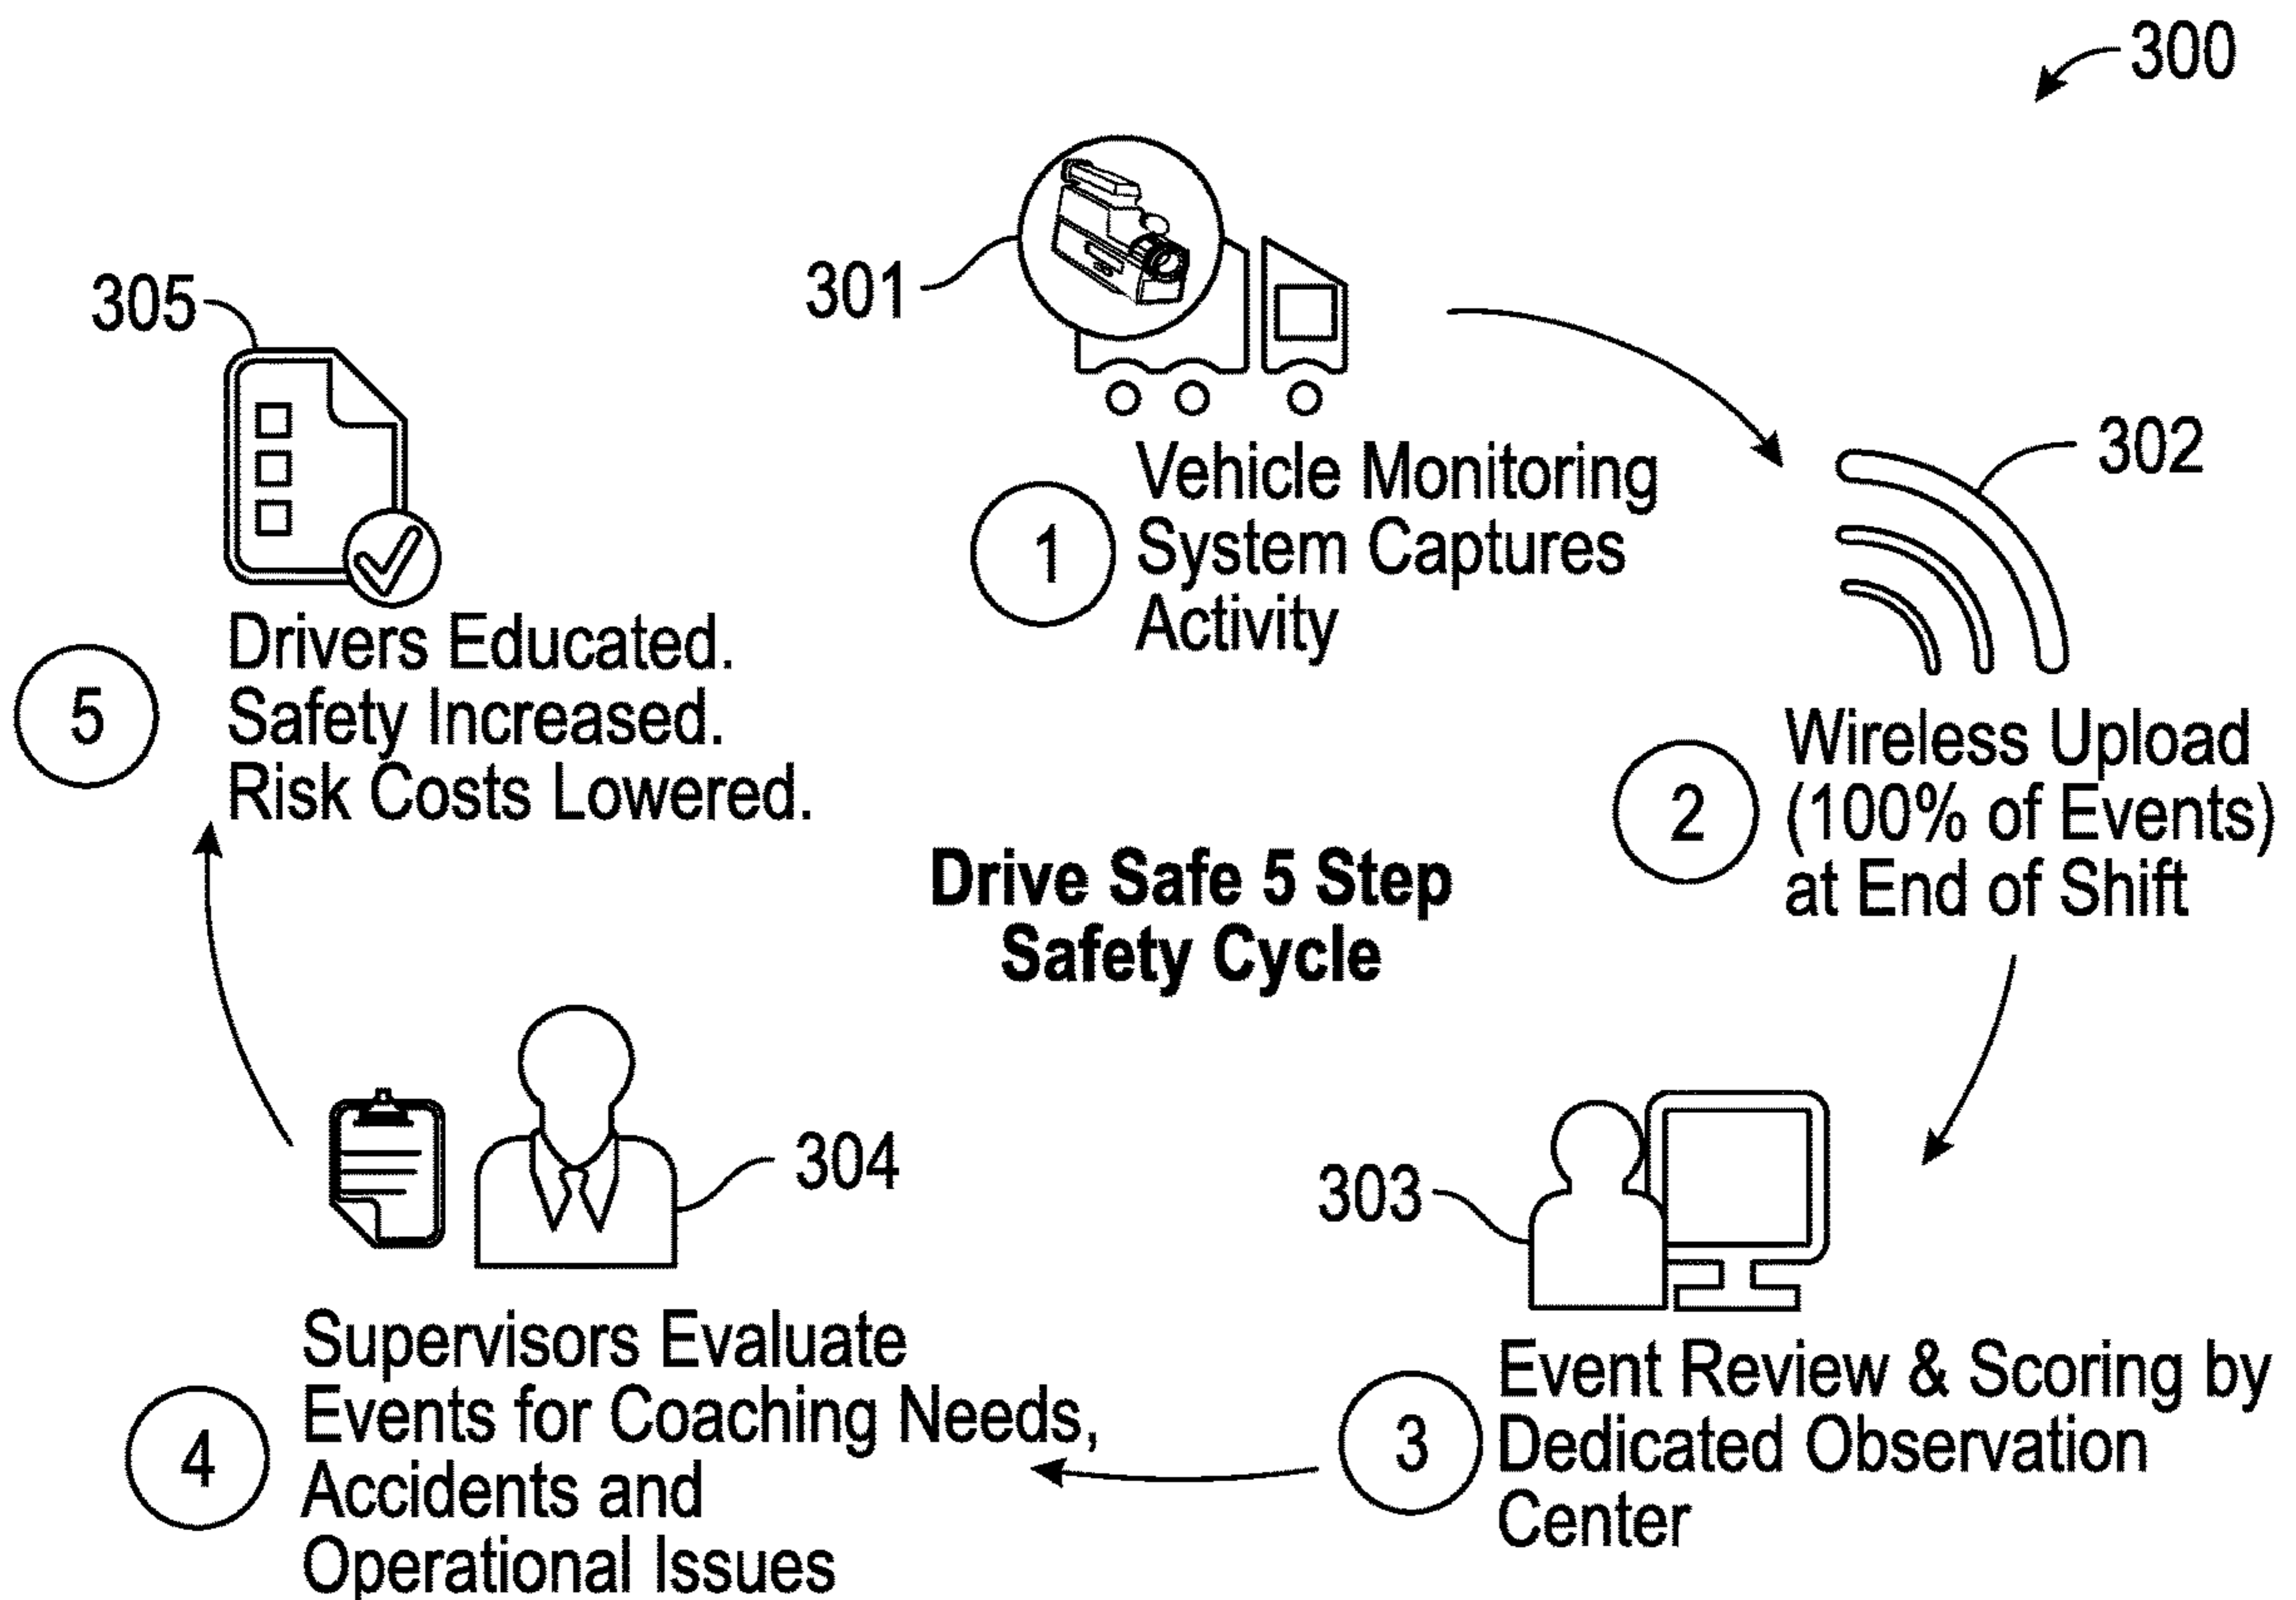 300
301
1
Vehicle Monitoring
System Captures
Activity
302
2
Wireless Upload
(100% of Events)
at End of Shift
303
3
Event Review & Scoring by
Dedicated Observation
Center
304
4
Supervisors Evaluate
Events for Coaching Needs,
Accidents and
Operational Issues
305
5
Drivers Educated.
Safety Increased.
Risk Costs Lowered.
Drive Safe 5 Step
Safety Cycle